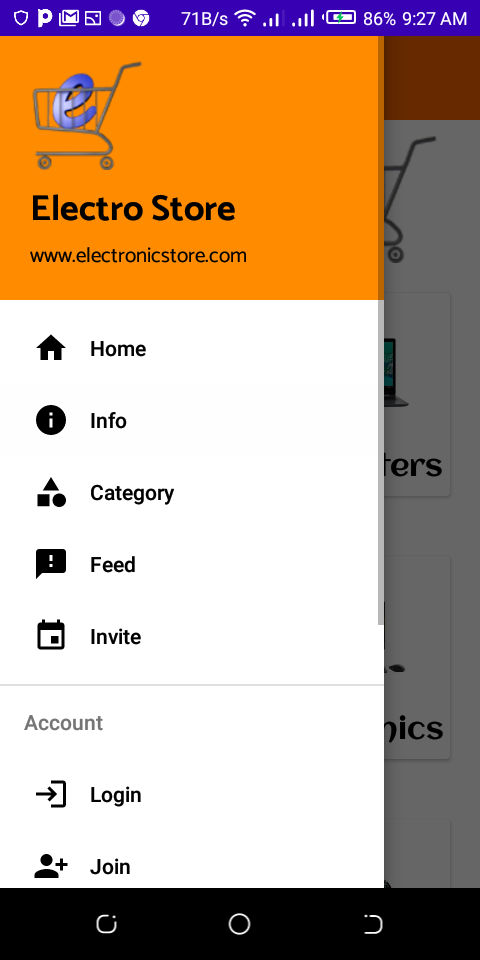 71B/s 86% 9:27 AM
Electro Store
www.electronicstore.com
Home
Info
Category
Feed
Invite
ters
nics
Account
Login
Join